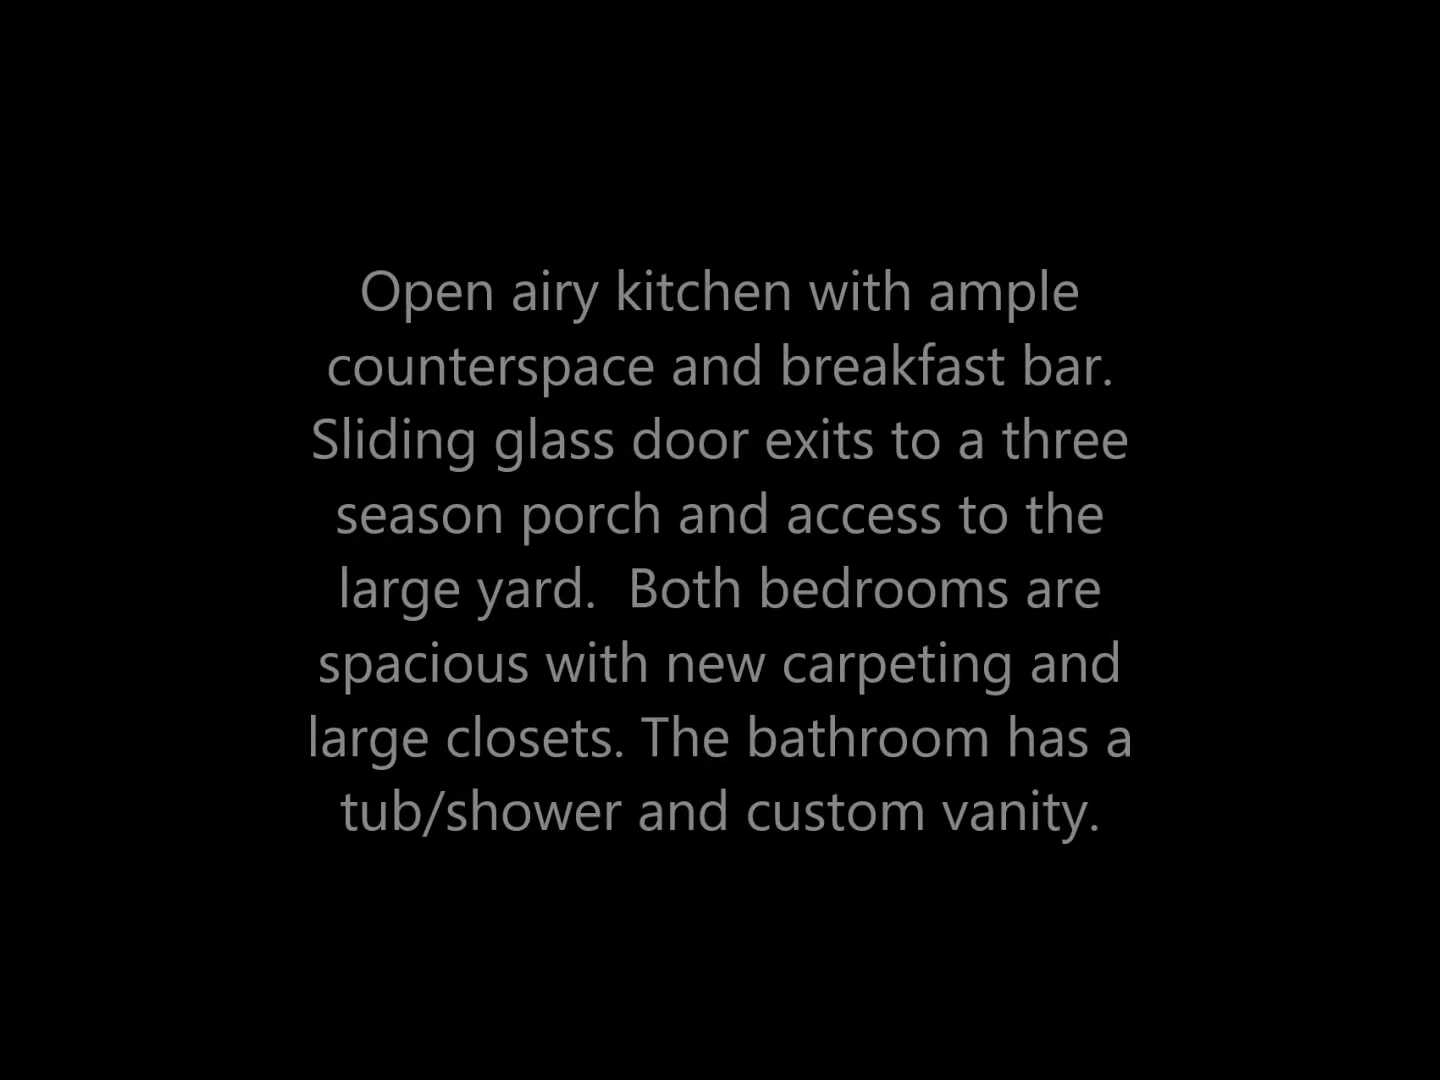 Open airy kitchen with ample
counterspace and breakfast bar.
Sliding glass door exits to a three
season porch and access to the
large yard.  Both bedrooms are
spacious with new carpeting and
large closets. The bathroom has a
tub/shower and custom vanity.